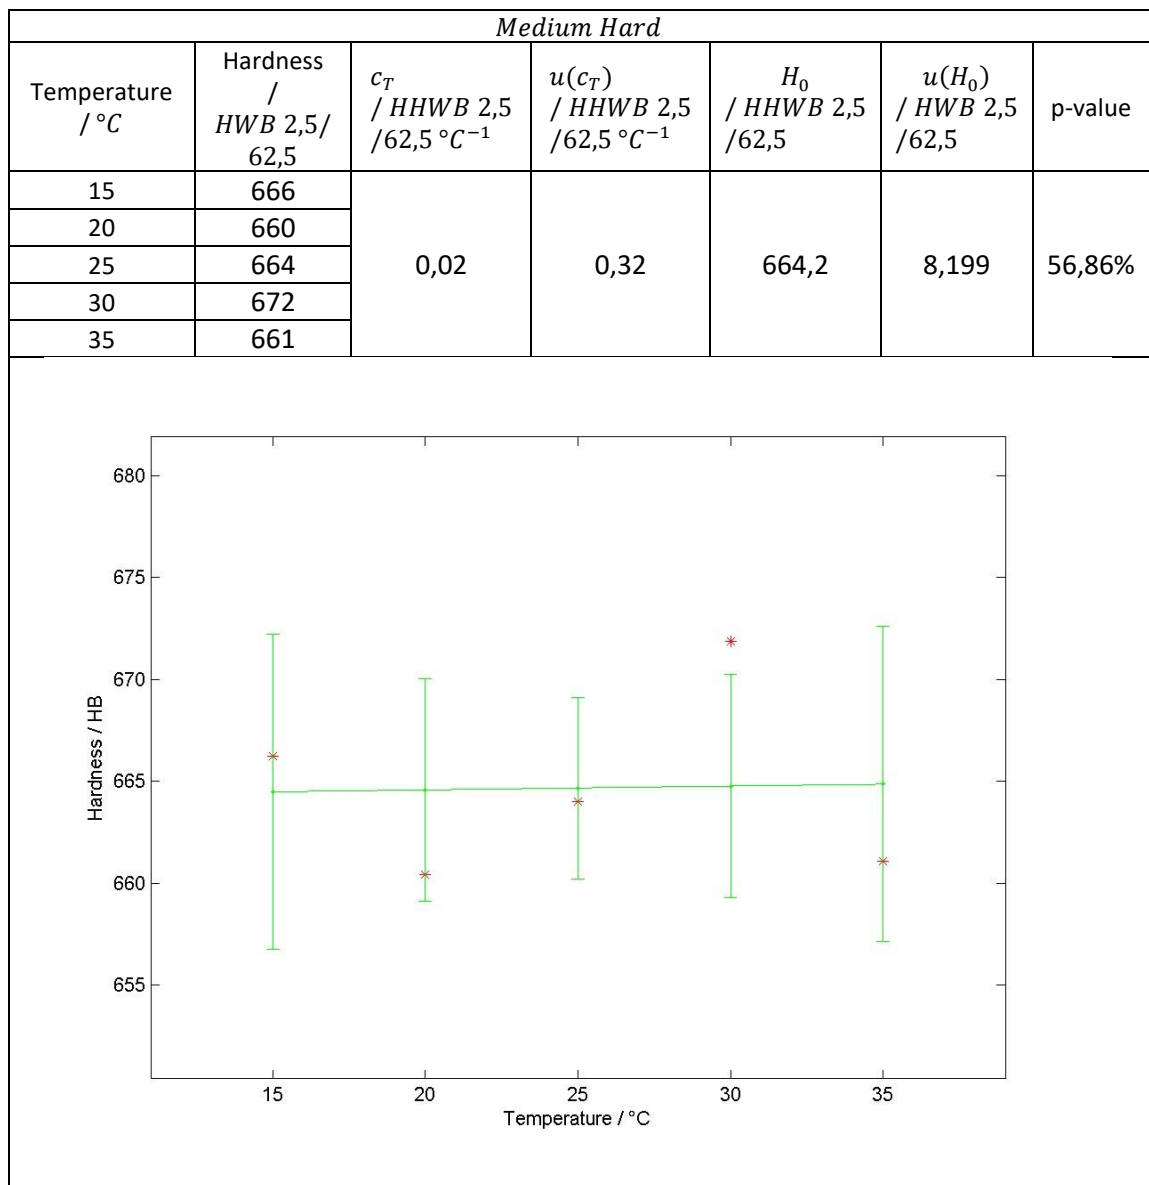 Medium Hard
Temperature
/ °C
Hardness
/
HWB 2,5/
62,5
c_T
/ HHWB 2,5
/62,5 °C⁻¹
u(c_T)
/ HHWB 2,5
/62,5 °C⁻¹
H₀
/ HHWB 2,5
/62,5
u(H₀)
/ HWB 2,5
/62,5
p-value
15 666
20 660
25 664 0,02 0,32 664,2 8,199 56,86%
30 672
35 661
680
675
670
665
660
655
Hardness / HB
15 20 25 30 35
Temperature / °C